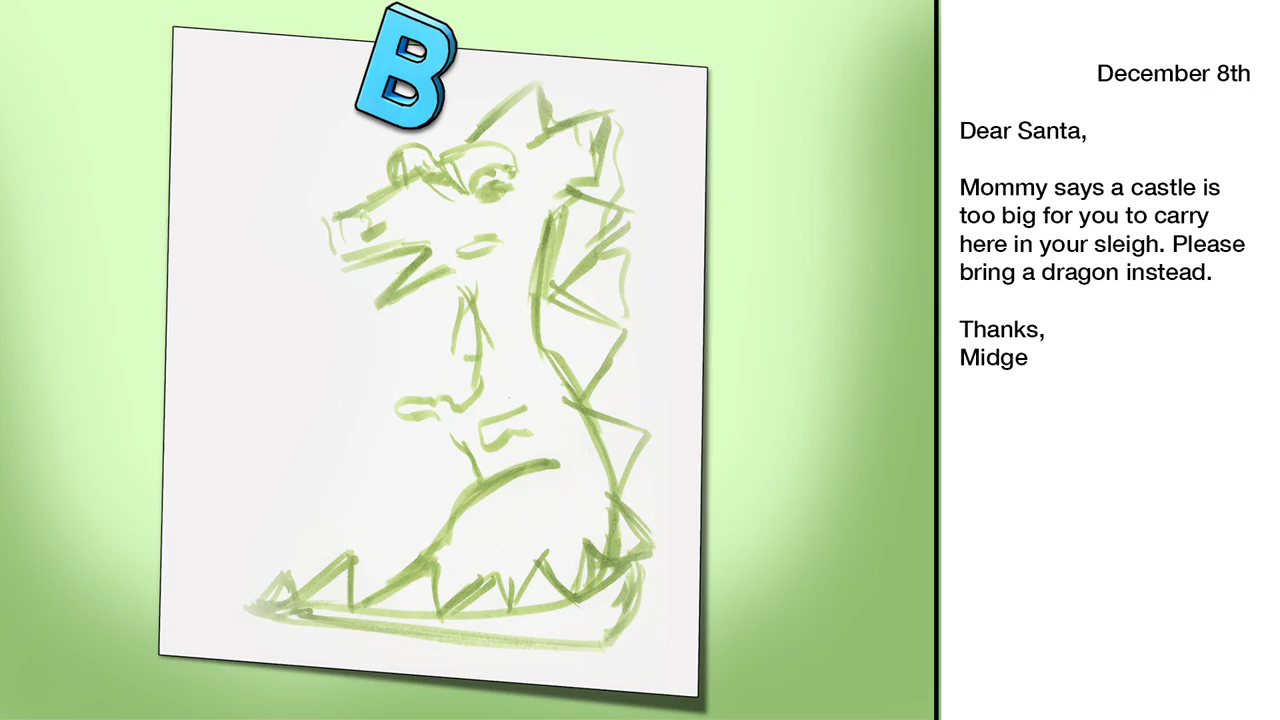 B
December 8th
Dear Santa,
Mommy says a castle is
too big for you to carry
here in your sleigh. Please
bring a dragon instead.
Thanks,
Midge